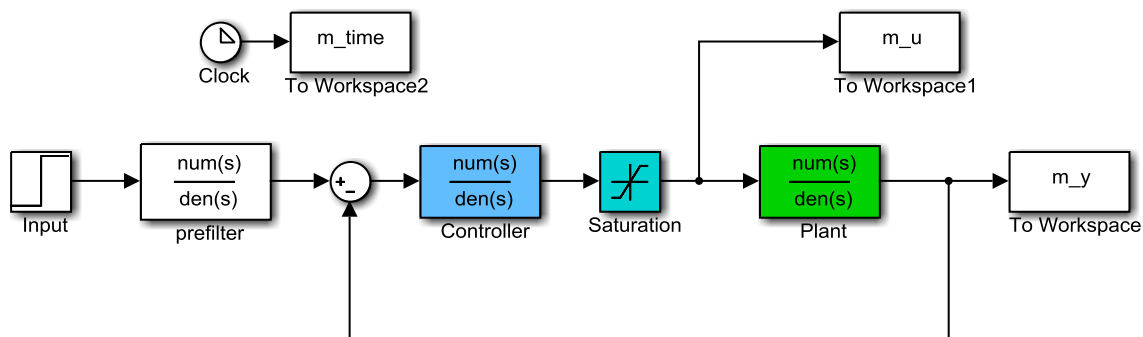 m_time
Clock
To Workspace2
m_u
To Workspace1
Input
num(s)
den(s)
prefilter
+
-
num(s)
den(s)
Controller
Saturation
num(s)
den(s)
Plant
m_y
To Workspace